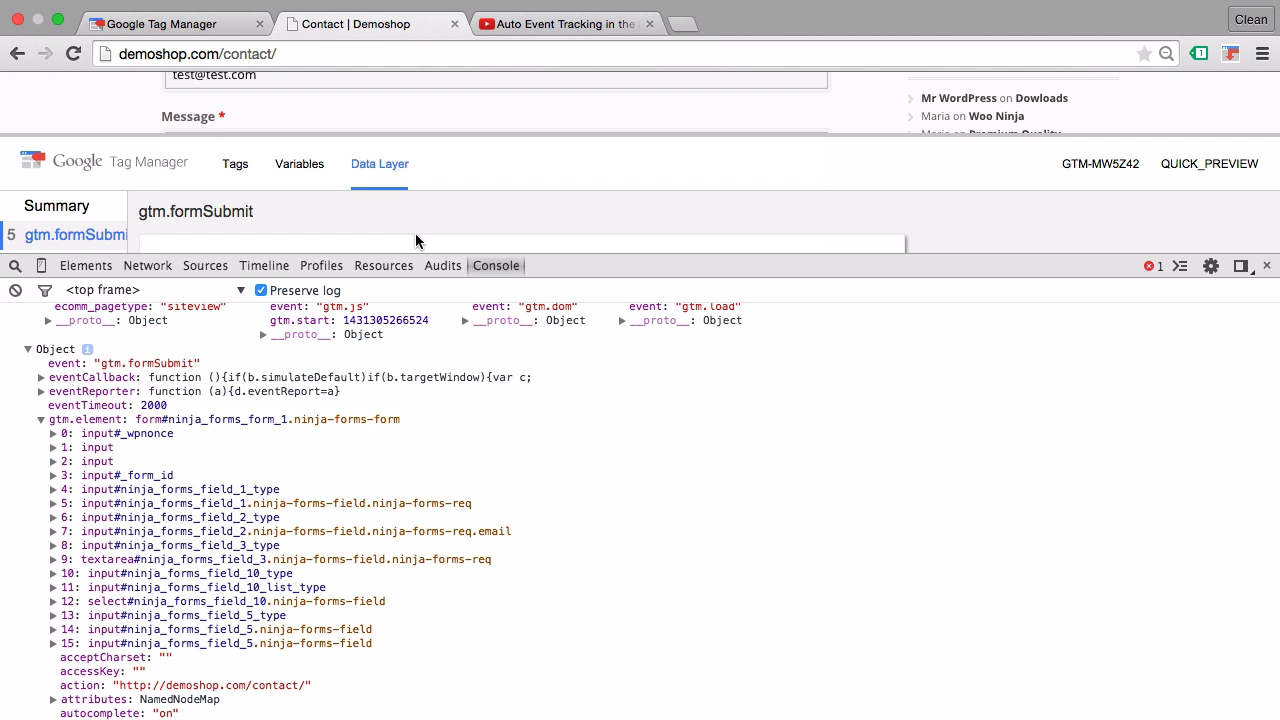 Google Tag Manager
Contact | Demoshop
Auto Event Tracking in the
Clean
demoshop.com/contact/
1
test@test.com
Message *
Mr WordPress on Dowloads
Maria on Woo Ninja
Maria on Premium Quality
Google Tag Manager
Tags
Variables
Data Layer
GTM-MW5Z42
QUICK_PREVIEW
Summary
5 gtm.formSubmi
gtm.formSubmit
Elements Network Sources Timeline Profiles Resources Audits Console
1
<top frame>
Preserve log
ecomm_pagetype: "siteview" event: "gtm.js" event: "gtm.dom" event: "gtm.load"
__proto__: Object gtm.start: 1431305266524 __proto__: Object __proto__: Object
__proto__: Object
Object i
event: "gtm.formSubmit"
eventCallback: function (){if(b.simulateDefault)if(b.targetWindow){var c;
eventReporter: function (a){d.eventReport=a}
eventTimeout: 2000
gtm.element: form#ninja_forms_form_1.ninja-forms-form
0: input#_wpnonce
1: input
2: input
3: input#_form_id
4: input#ninja_forms_field_1_type
5: input#ninja_forms_field_1.ninja-forms-field.ninja-forms-req
6: input#ninja_forms_field_2_type
7: input#ninja_forms_field_2.ninja-forms-field.ninja-forms-req.email
8: input#ninja_forms_field_3_type
9: textarea#ninja_forms_field_3.ninja-forms-field.ninja-forms-req
10: input#ninja_forms_field_10_type
11: input#ninja_forms_field_10_list_type
12: select#ninja_forms_field_10.ninja-forms-field
13: input#ninja_forms_field_5_type
14: input#ninja_forms_field_5.ninja-forms-field
15: input#ninja_forms_field_5.ninja-forms-field
acceptCharset: ""
accessKey: ""
action: "http://demoshop.com/contact/"
attributes: NamedNodeMap
autocomplete: "on"